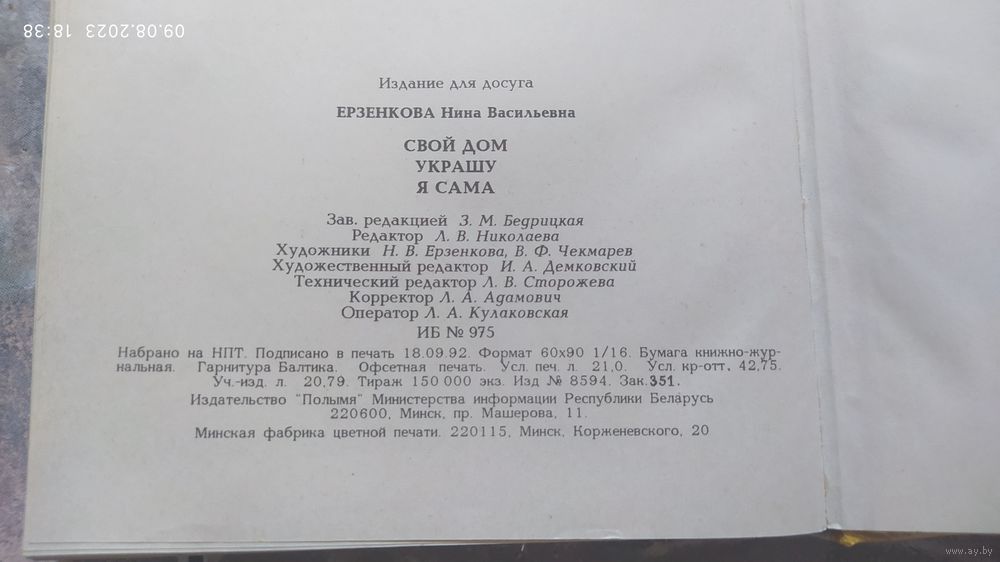 09.08.2023 18:38
Издание для досуга
ЕРЗЕНКОВА Нина Васильевна
СВОЙ ДОМ
УКРАШУ
Я САМА
Зав. редакцией З. М. Бедрицкая
Редактор Л. В. Николаева
Художники Н. В. Ерзенкова, В. Ф. Чекмарев
Художественный редактор И. А. Демковский
Технический редактор Л. В. Сторожева
Корректор Л. А. Адамович
Оператор Л. А. Кулаковская
ИБ № 975
Набрано на НПТ. Подписано в печать 18.09.92. Формат 60х90 1/16. Бумага книжно-жур-
нальная. Гарнитура Балтика. Офсетная печать. Усл. печ. л. 21,0. Усл. кр-отт. 42,75.
Уч.-изд. л. 20,79. Тираж 150 000 экз. Изд № 8594. Зак. 351.
Издательство "Полымя" Министерства информации Республики Беларусь
220600, Минск, пр. Машерова, 11.
Минская фабрика цветной печати. 220115, Минск, Корженевского, 20
www.ay.by